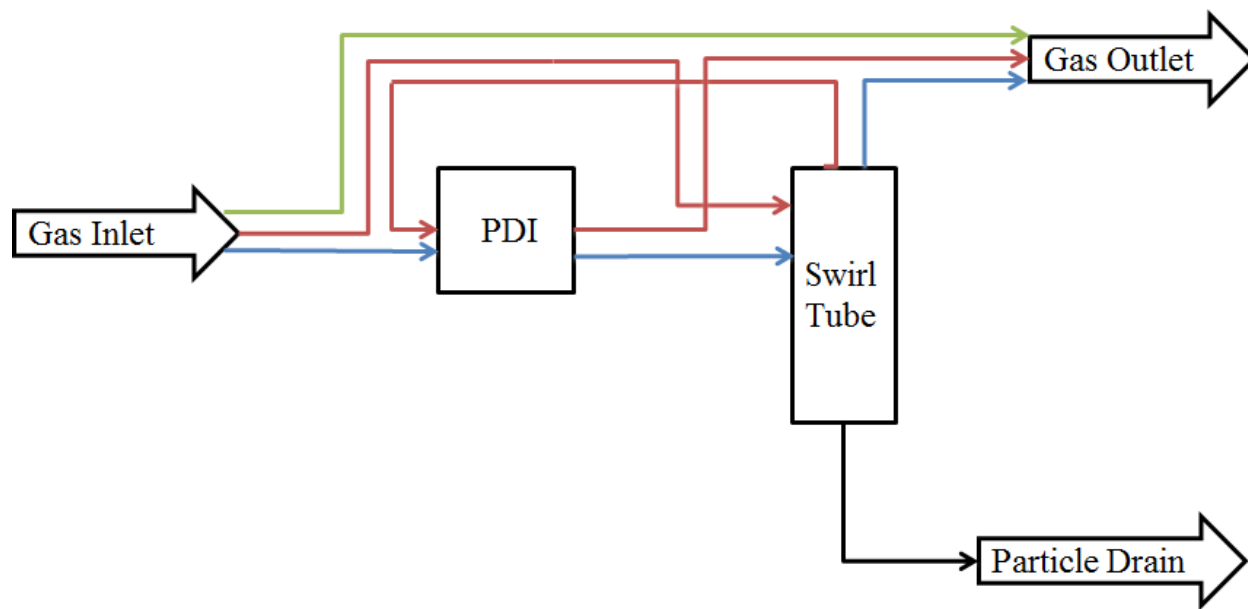 Gas Outlet
Gas Inlet
PDI
Swirl
Tube
Particle Drain